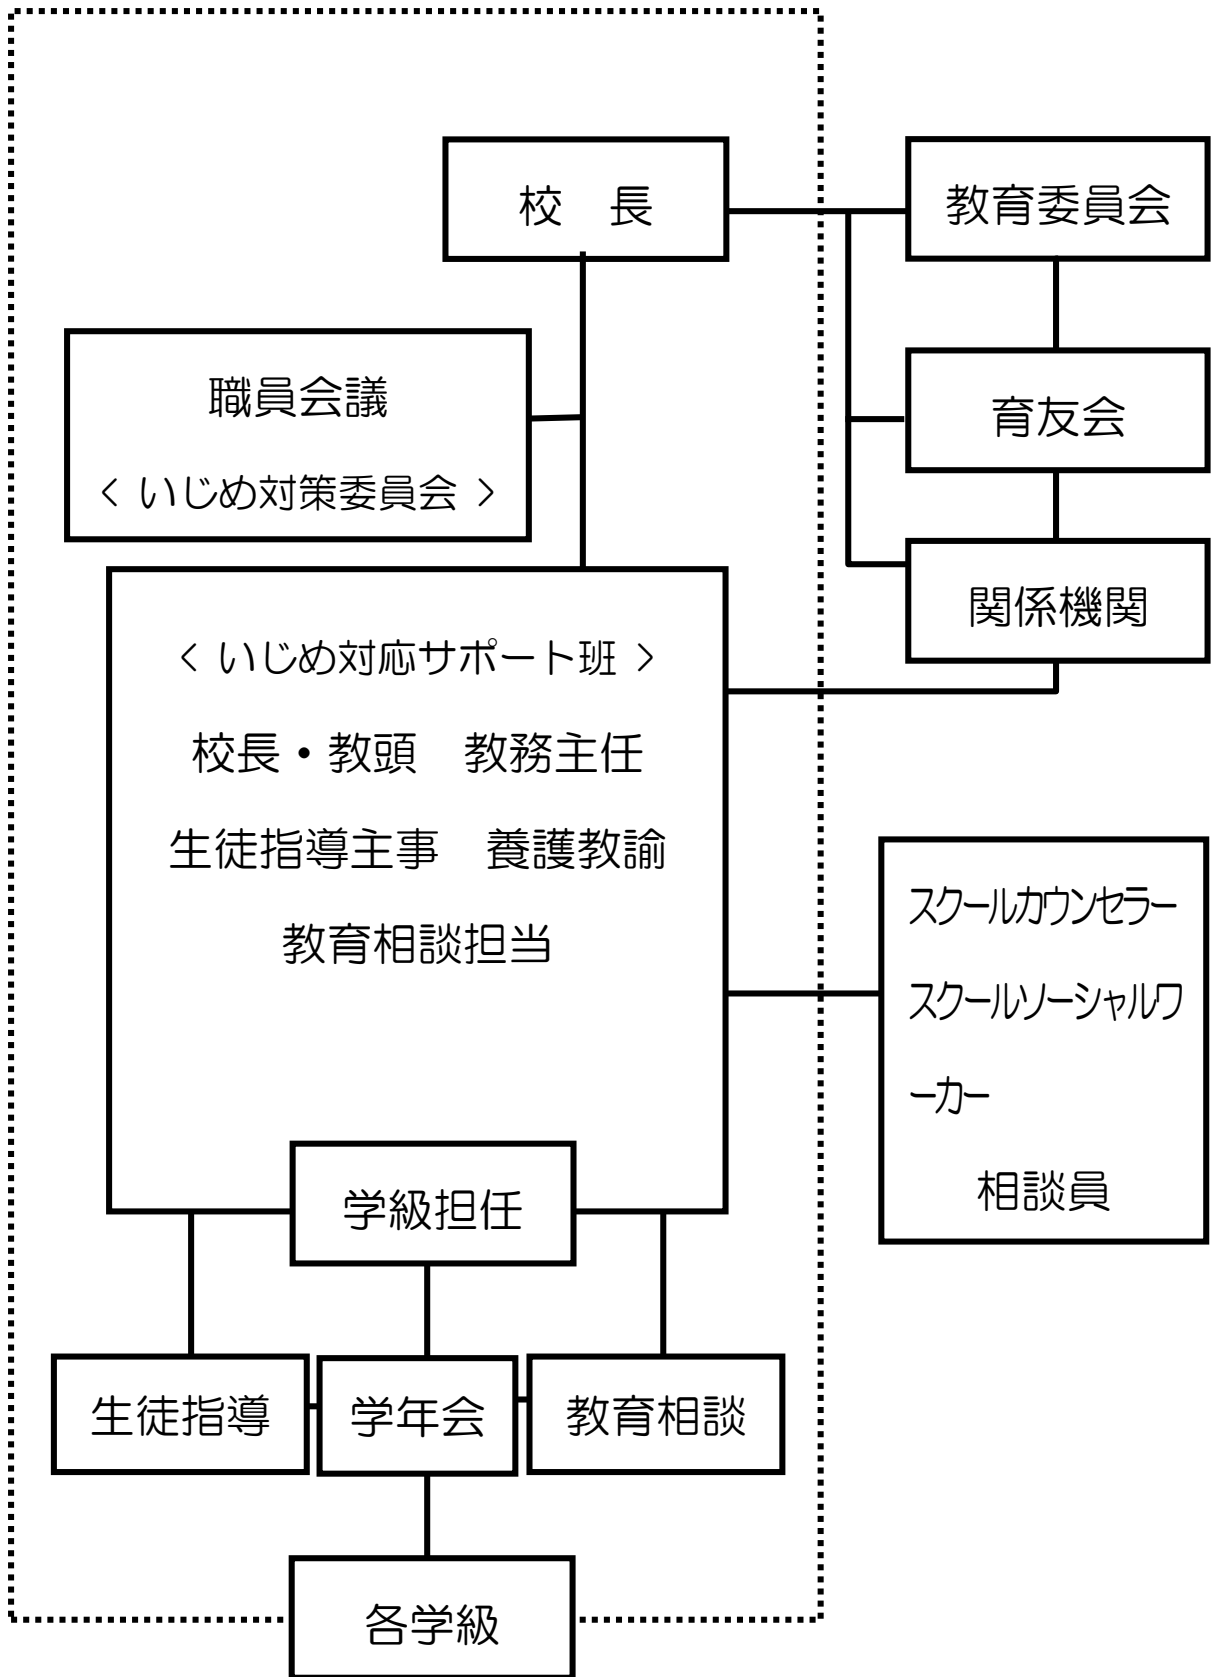 校　長
教育委員会
職員会議
＜ いじめ対策委員会 ＞
育友会
関係機関
＜ いじめ対応サポート班 ＞
校長・教頭　教務主任
生徒指導主事　養護教諭
教育相談担当
スクールカウンセラー
スクールソーシャルワ
ーカー
相談員
学級担任
生徒指導
学年会
教育相談
各学級